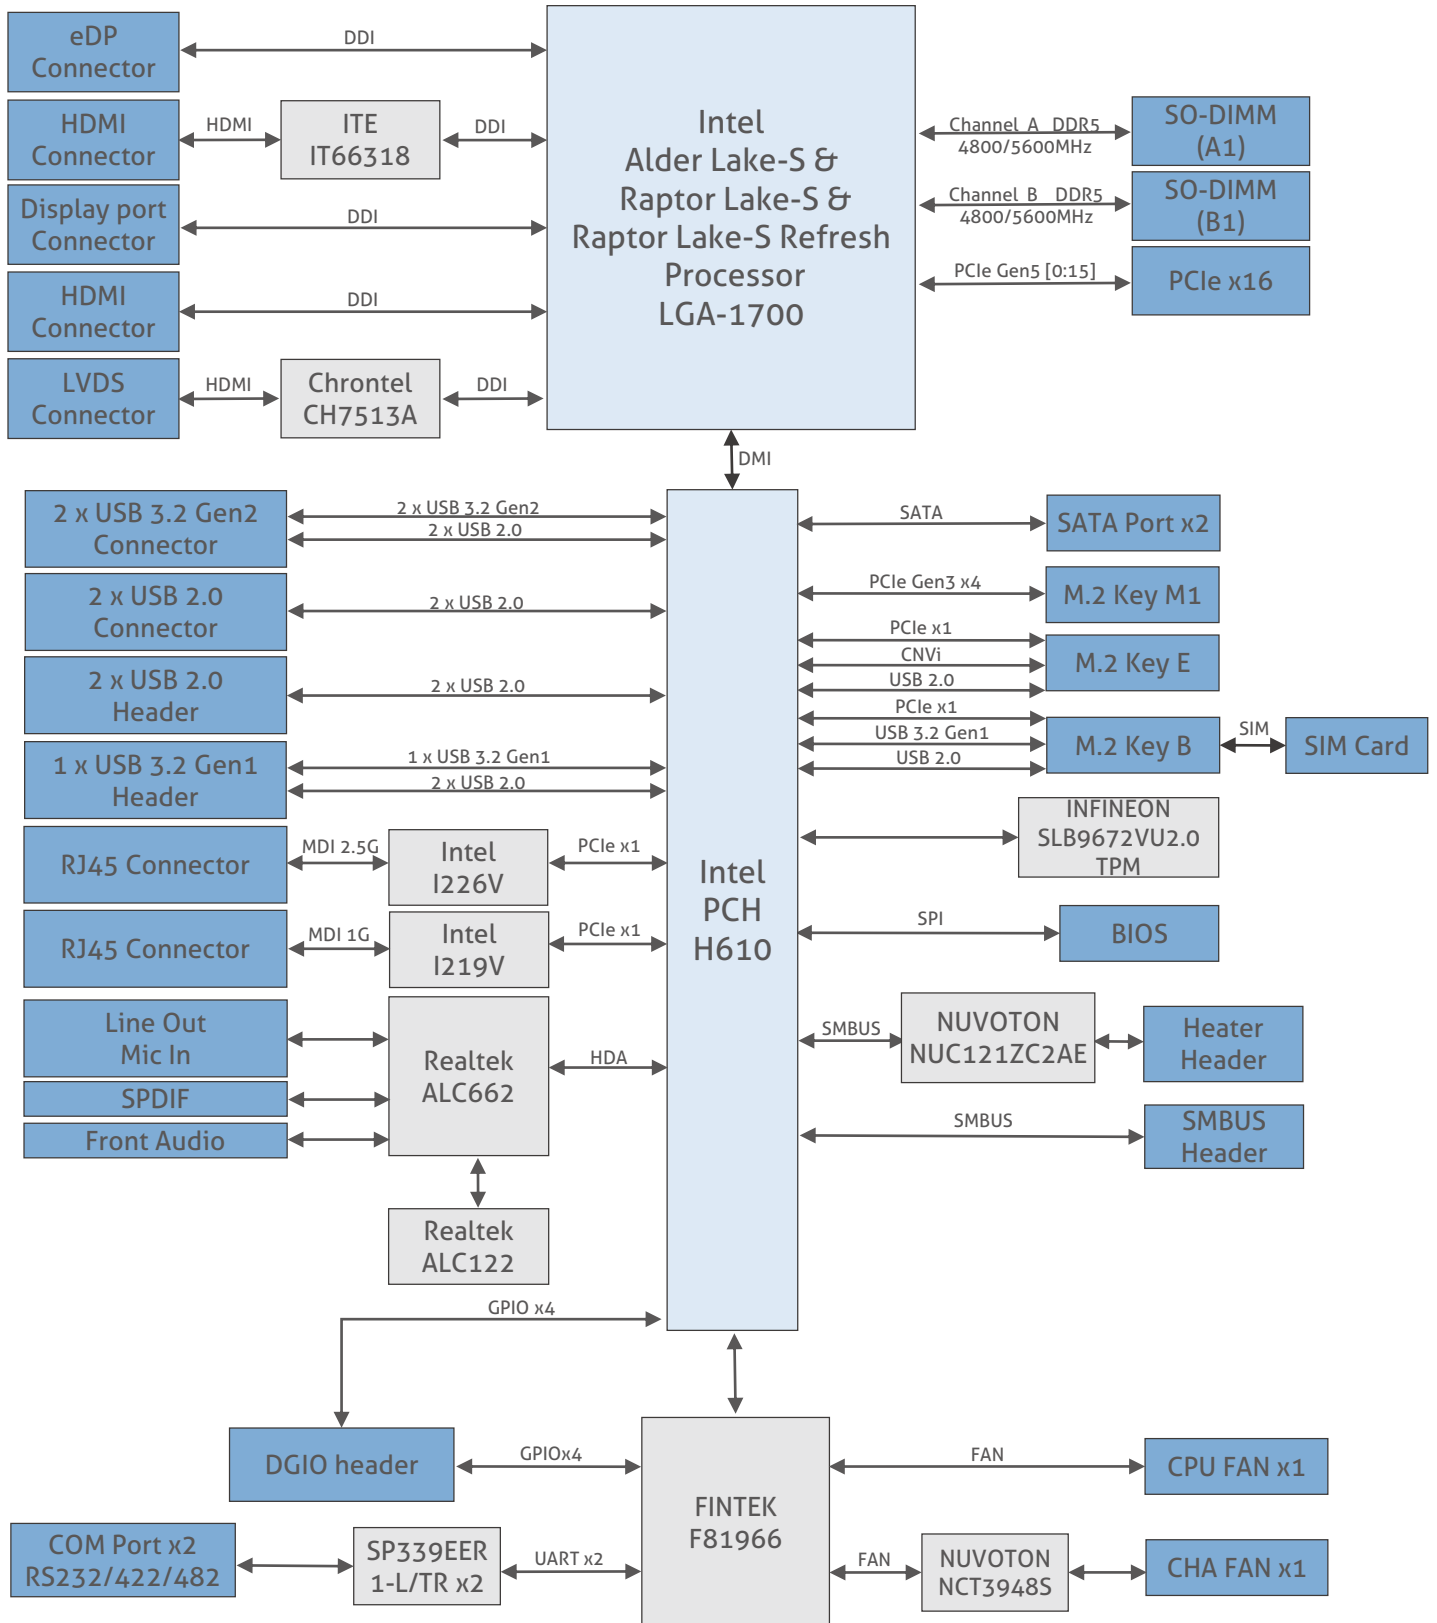 eDP
Connector
DDI
HDMI
Connector
HDMI
ITE
IT66318
DDI
Display port
Connector
DDI
HDMI
Connector
DDI
LVDS
Connector
HDMI
Chrontel
CH7513A
DDI
Intel
Alder Lake-S &
Raptor Lake-S &
Raptor Lake-S Refresh
Processor
LGA-1700
Channel A DDR5
4800/5600MHz
SO-DIMM
(A1)
Channel B DDR5
4800/5600MHz
SO-DIMM
(B1)
PCIe Gen5 [0:15]
PCIe x16
DMI
2 x USB 3.2 Gen2
Connector
2 x USB 3.2 Gen2
2 x USB 2.0
2 x USB 2.0
Connector
2 x USB 2.0
2 x USB 2.0
Header
2 x USB 2.0
1 x USB 3.2 Gen1
Header
1 x USB 3.2 Gen1
2 x USB 2.0
RJ45 Connector
MDI 2.5G
Intel
I226V
PCIe x1
RJ45 Connector
MDI 1G
Intel
I219V
PCIe x1
Line Out
Mic In
SPDIF
Front Audio
Realtek
ALC662
HDA
Realtek
ALC122
Intel
PCH
H610
SATA
SATA Port x2
PCIe Gen3 x4
M.2 Key M1
PCIe x1
CNVi
USB 2.0
M.2 Key E
PCIe x1
USB 3.2 Gen1
USB 2.0
M.2 Key B
SIM
SIM Card
INFINEON
SLB9672VU2.0
TPM
SPI
BIOS
SMBUS
NUVOTON
NUC121ZC2AE
Heater
Header
SMBUS
SMBUS
Header
GPIO x4
DGIO header
GPIOx4
COM Port x2
RS232/422/482
SP339EER
1-L/TR x2
UART x2
FINTEK
F81966
FAN
CPU FAN x1
FAN
NUVOTON
NCT3948S
CHA FAN x1